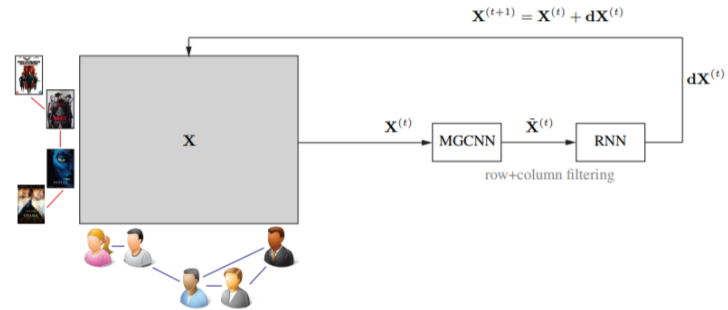 X^{(t+1)} = X^{(t)} + dX^{(t)}
dX^{(t)}
X
X^{(t)}
MGCNN
X̃^{(t)}
RNN
row+column filtering